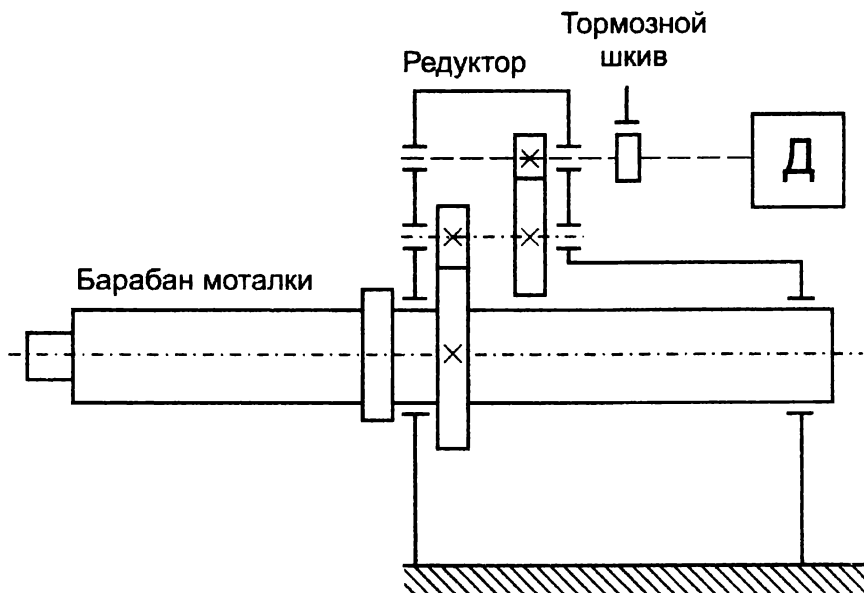 Тормозной
шкив
Редуктор
Д
Барабан моталки